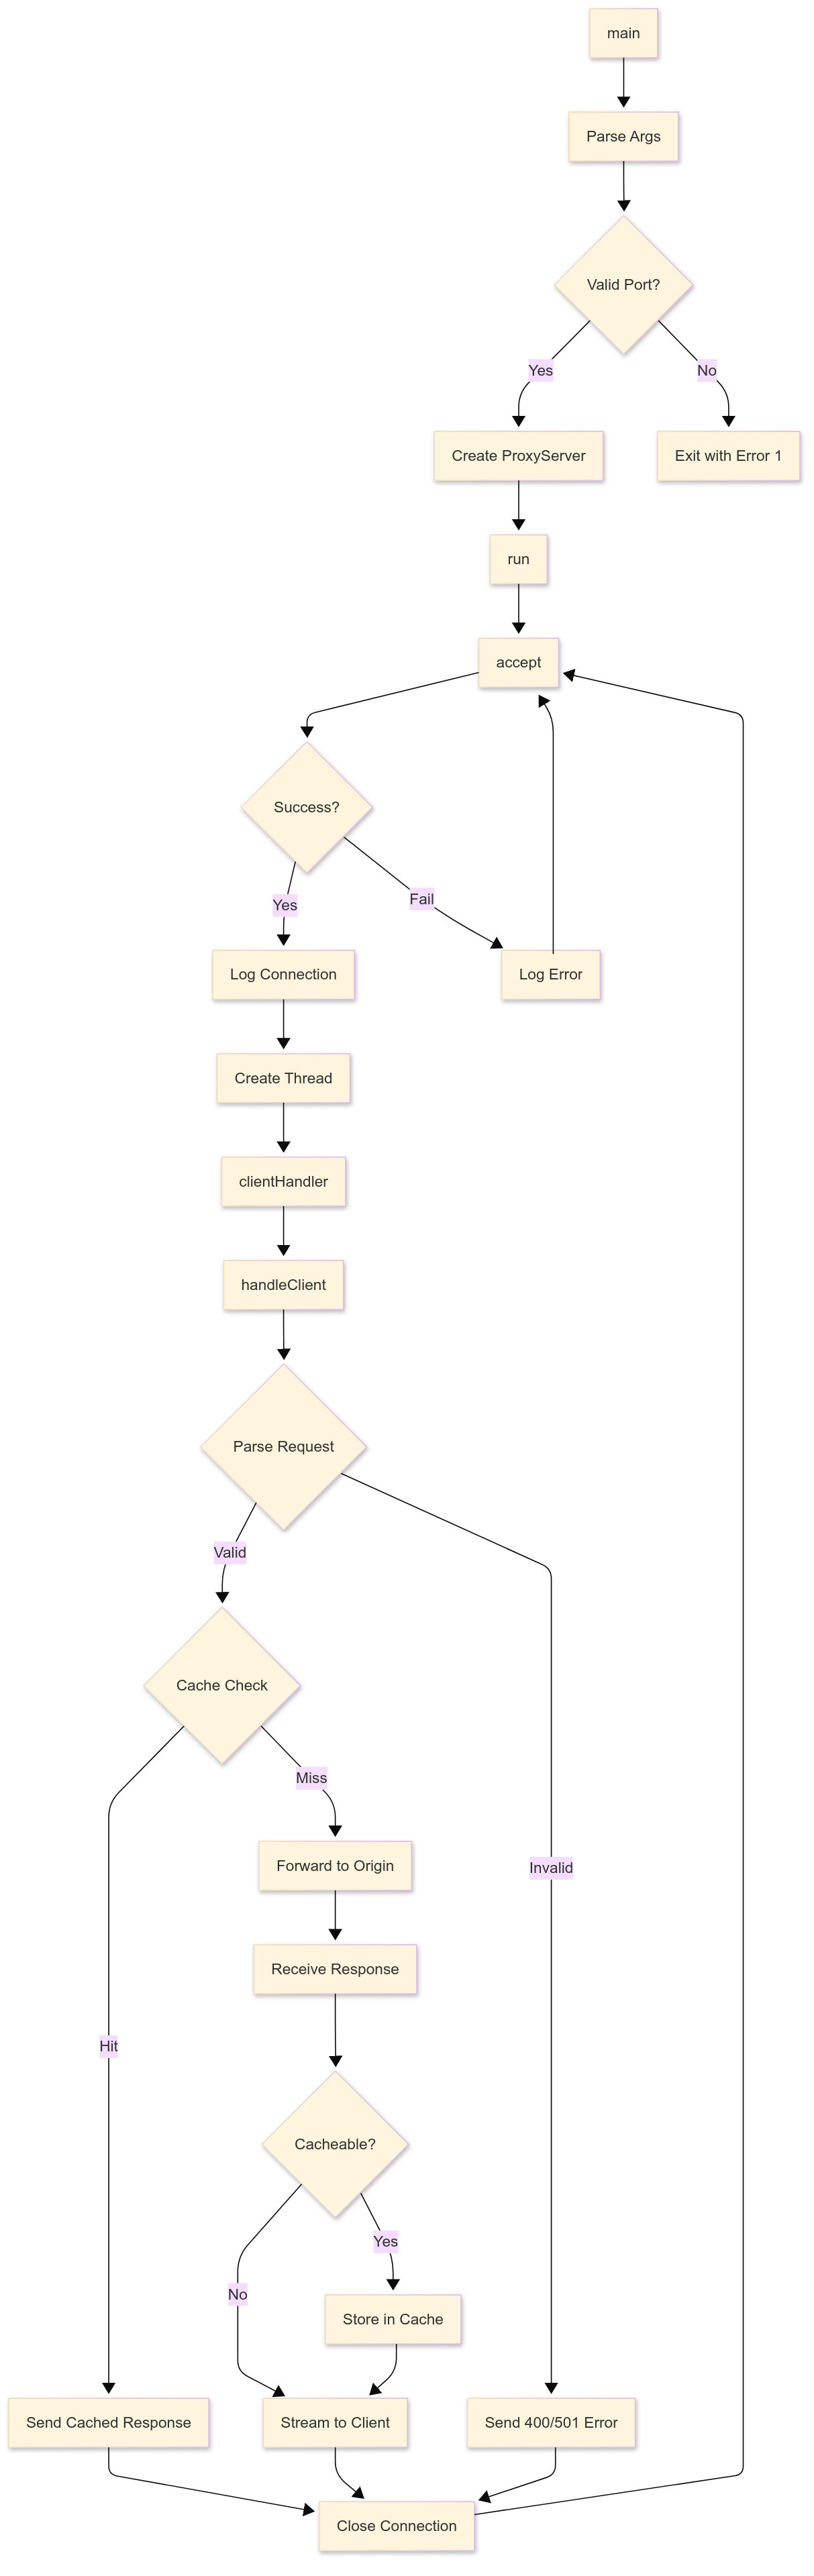 main
Parse Args
Valid Port?
Yes
No
Create ProxyServer
Exit with Error 1
run
accept
Success?
Yes
Fail
Log Connection
Log Error
Create Thread
clientHandler
handleClient
Parse Request
Valid
Cache Check
Miss
Forward to Origin
Invalid
Receive Response
Hit
Cacheable?
Yes
No
Store in Cache
Send Cached Response
Stream to Client
Send 400/501 Error
Close Connection